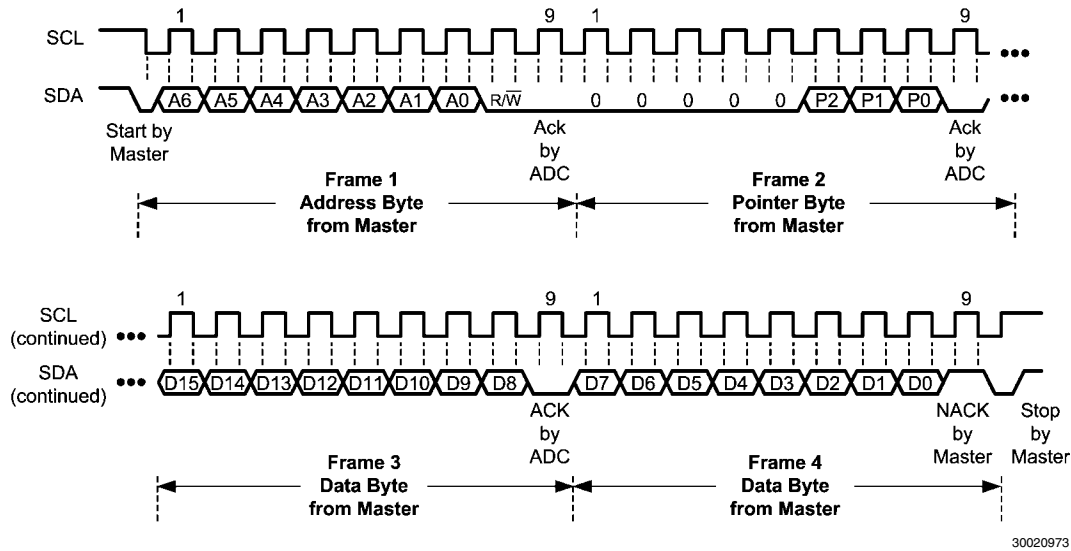 1 9 1 9
SCL
SDA A6 A5 A4 A3 A2 A1 A0 R/W̅ 0 0 0 0 0 P2 P1 P0
Start by
Master
Ack
by
ADC
Ack
by
ADC
Frame 1
Address Byte
from Master
Frame 2
Pointer Byte
from Master
1 9 1 9
SCL
(continued)
SDA
(continued)
D15 D14 D13 D12 D11 D10 D9 D8 D7 D6 D5 D4 D3 D2 D1 D0
ACK
by
ADC
NACK
by
Master
Stop
by
Master
Frame 3
Data Byte
from Master
Frame 4
Data Byte
from Master
30020973